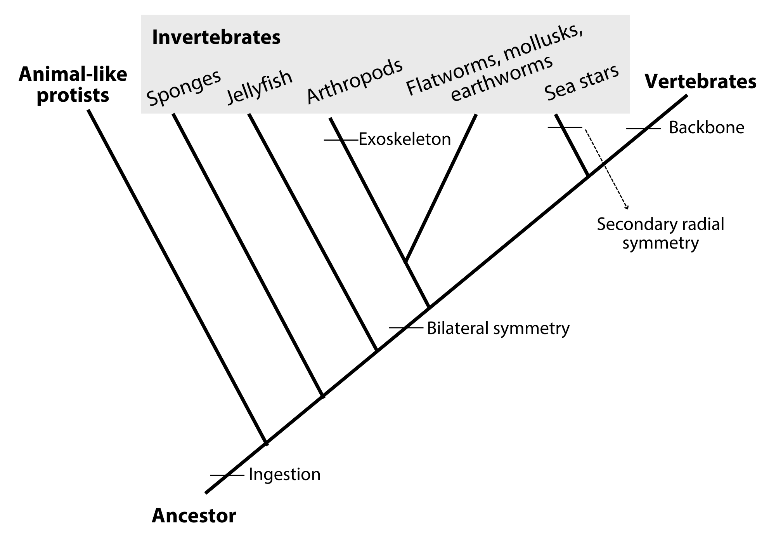 Invertebrates
Animal-like
protists
Sponges
Jellyfish
Arthropods
Flatworms, mollusks,
earthworms
Sea stars
Vertebrates
Exoskeleton
Backbone
Secondary radial
symmetry
Bilateral symmetry
Ingestion
Ancestor